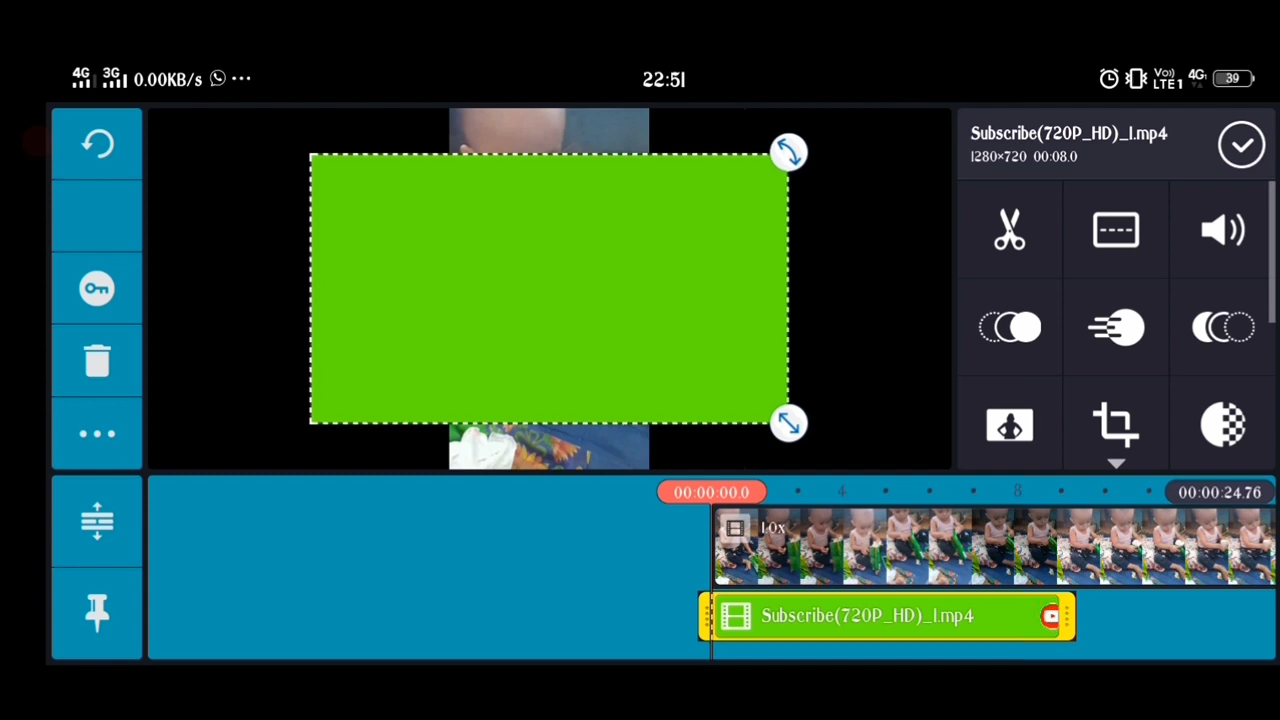 4G 3G 0.00KB/s ...
22:51
Vo)) LTE1 4G 39
Subscribe(720P_HD)_1.mp4
1280×720 00:08.0
00:00:00.0 4 8 00:00:24.76
1.0x
Subscribe(720P_HD)_1.mp4